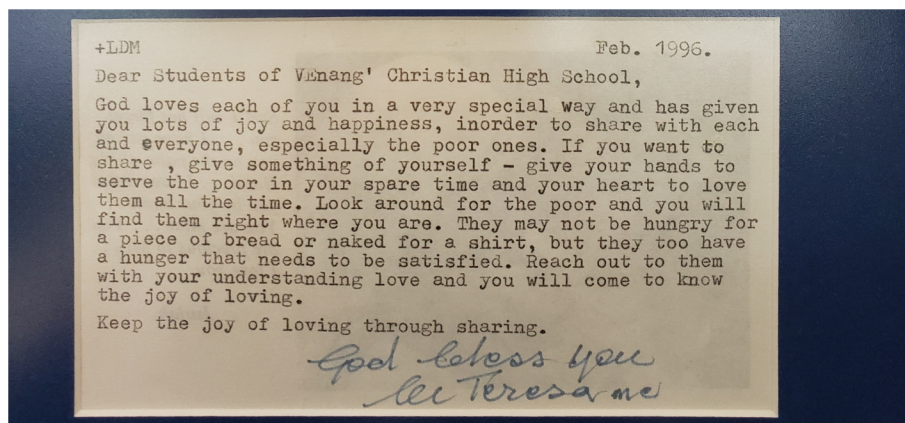 +LDM Feb. 1996.
Dear Students of VEnang' Christian High School,
God loves each of you in a very special way and has given
you lots of joy and happiness, inorder to share with each
and everyone, especially the poor ones. If you want to
share , give something of yourself - give your hands to
serve the poor in your spare time and your heart to love
them all the time. Look around for the poor and you will
find them right where you are. They may not be hungry for
a piece of bread or naked for a shirt, but they too have
a hunger that needs to be satisfied. Reach out to them
with your understanding love and you will come to know
the joy of loving.
Keep the joy of loving through sharing.
God bless you
lee Teresa mc